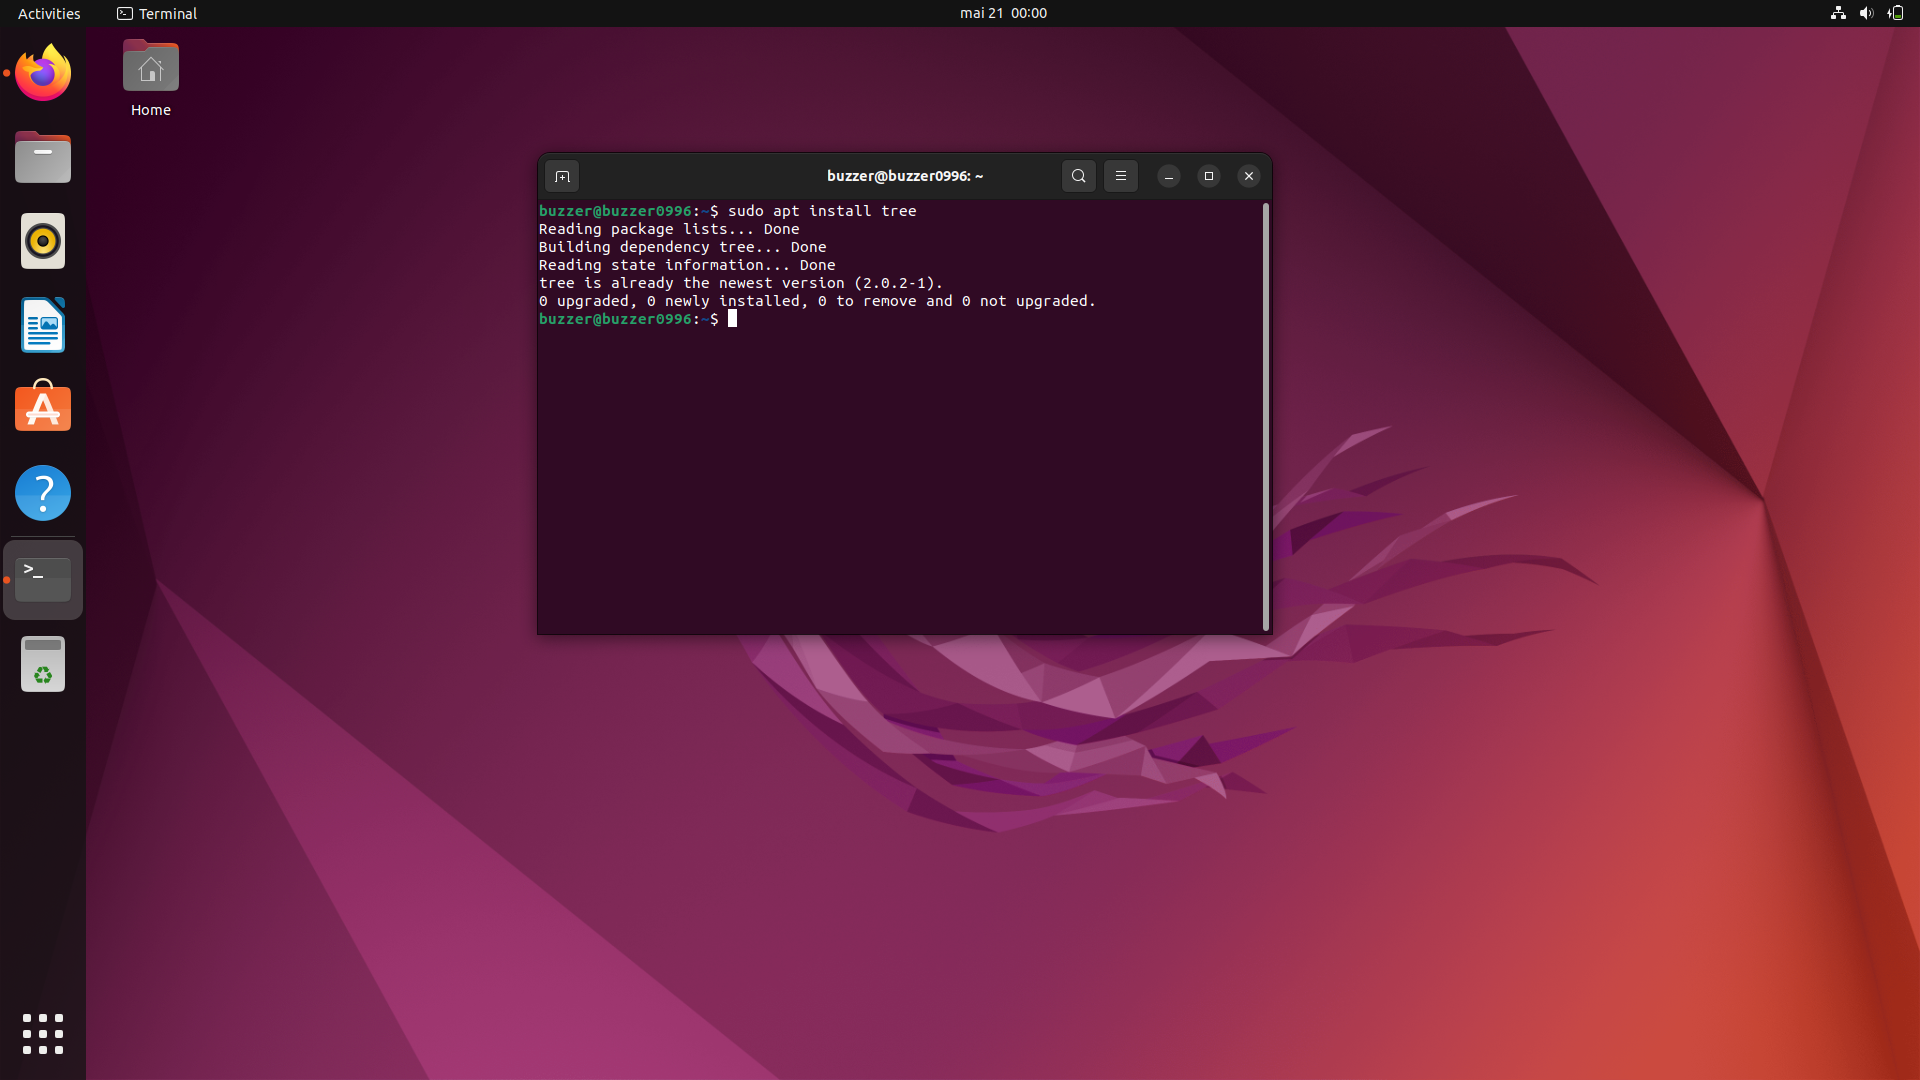 Activities
Terminal
mai 21  00:00
Home
buzzer@buzzer0996: ~
buzzer@buzzer0996:~$ sudo apt install tree
Reading package lists... Done
Building dependency tree... Done
Reading state information... Done
tree is already the newest version (2.0.2-1).
0 upgraded, 0 newly installed, 0 to remove and 0 not upgraded.
buzzer@buzzer0996:~$